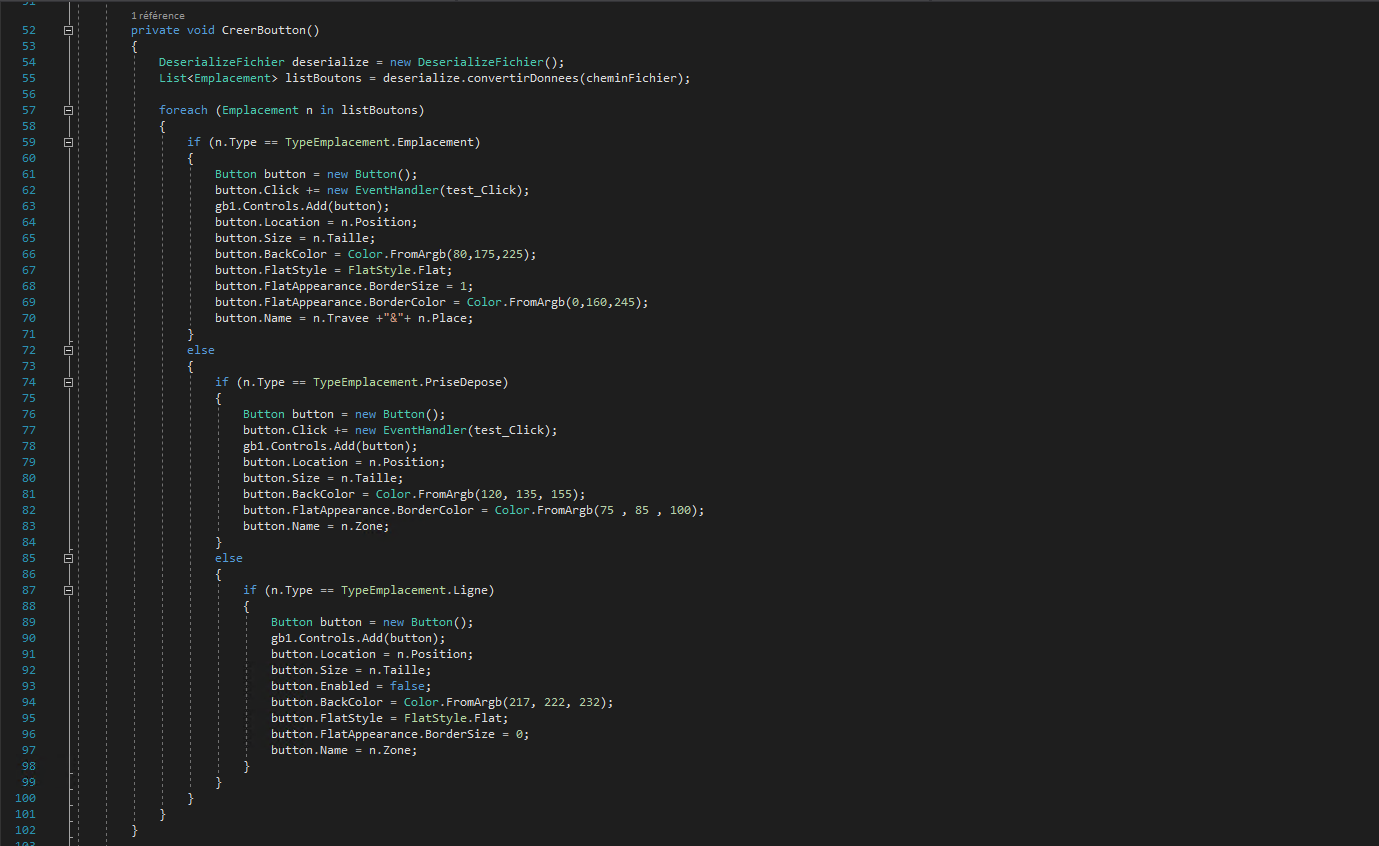 51
1 référence
52 private void CreerBoutton()
53 {
54 DeserializeFichier deserialize = new DeserializeFichier();
55 List<Emplacement> listBoutons = deserialize.convertirDonnees(cheminFichier);
56
57 foreach (Emplacement n in listBoutons)
58 {
59 if (n.Type == TypeEmplacement.Emplacement)
60 {
61 Button button = new Button();
62 button.Click += new EventHandler(test_Click);
63 gb1.Controls.Add(button);
64 button.Location = n.Position;
65 button.Size = n.Taille;
66 button.BackColor = Color.FromArgb(80,175,225);
67 button.FlatStyle = FlatStyle.Flat;
68 button.FlatAppearance.BorderSize = 1;
69 button.FlatAppearance.BorderColor = Color.FromArgb(0,160,245);
70 button.Name = n.Travee +"&"+ n.Place;
71 }
72 else
73 {
74 if (n.Type == TypeEmplacement.PriseDepose)
75 {
76 Button button = new Button();
77 button.Click += new EventHandler(test_Click);
78 gb1.Controls.Add(button);
79 button.Location = n.Position;
80 button.Size = n.Taille;
81 button.BackColor = Color.FromArgb(120, 135, 155);
82 button.FlatAppearance.BorderColor = Color.FromArgb(75 , 85 , 100);
83 button.Name = n.Zone;
84 }
85 else
86 {
87 if (n.Type == TypeEmplacement.Ligne)
88 {
89 Button button = new Button();
90 gb1.Controls.Add(button);
91 button.Location = n.Position;
92 button.Size = n.Taille;
93 button.Enabled = false;
94 button.BackColor = Color.FromArgb(217, 222, 232);
95 button.FlatStyle = FlatStyle.Flat;
96 button.FlatAppearance.BorderSize = 0;
97 button.Name = n.Zone;
98 }
99 }
100 }
101 }
102 }
103